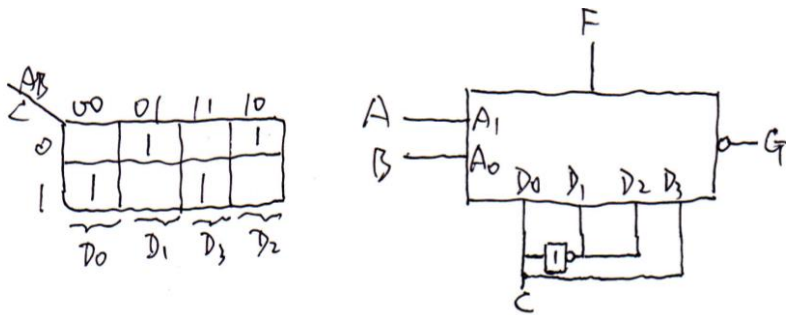 AB
C
00 01 11 10
0 1 1
1 1 1
D0 D1 D3 D2
F
A A1
B A0
D0 D1 D2 D3
G
1
C